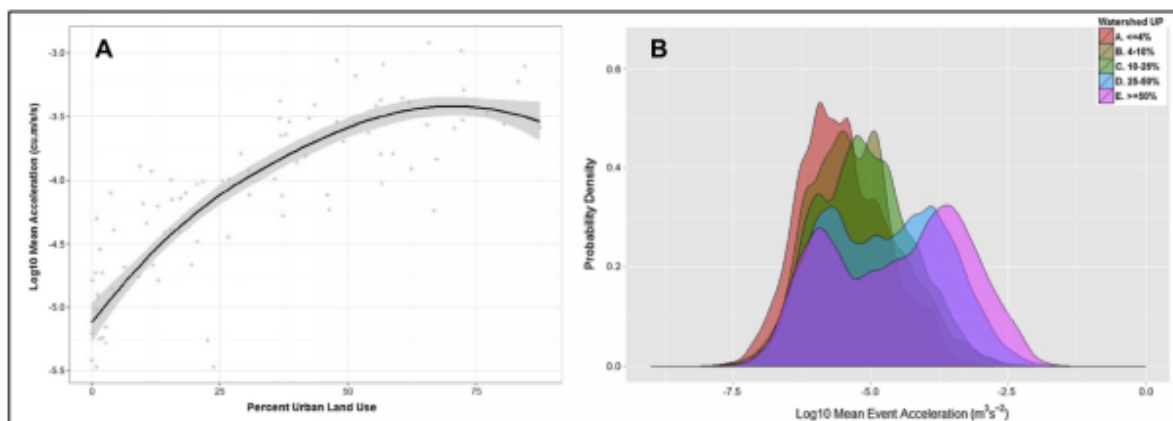 A
Log10 Mean Acceleration (cu.m/s/s)
-3.0
-3.5
-4.0
-4.5
-5.0
-5.5
0
25
50
75
Percent Urban Land Use
B
Watershed UP
A. <=4%
B. 4-10%
C. 10-25%
D. 25-50%
E. >=50%
Probability Density
0.6
0.4
0.2
0.0
-7.5
-5.0
-2.5
0.0
Log10 Mean Event Acceleration (m³s⁻²)